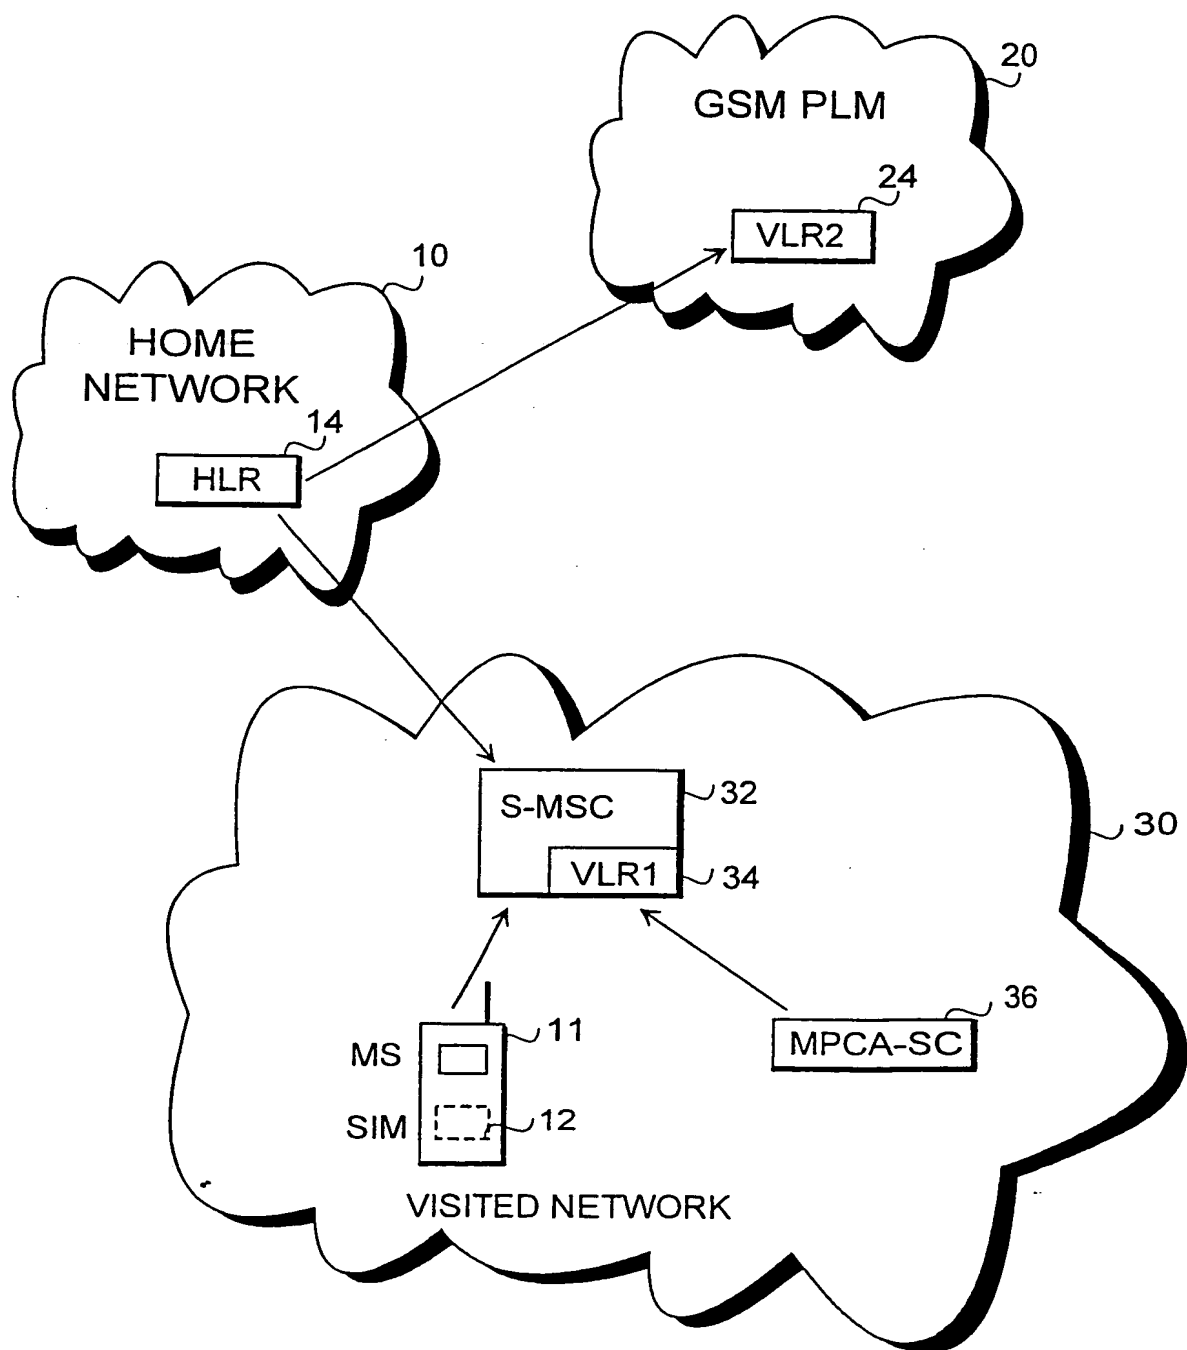 20
GSM PLM
24
VLR2
10
HOME
NETWORK
14
HLR
S-MSC
32
30
VLR1
34
36
MPCA-SC
MS
11
SIM
12
VISITED NETWORK